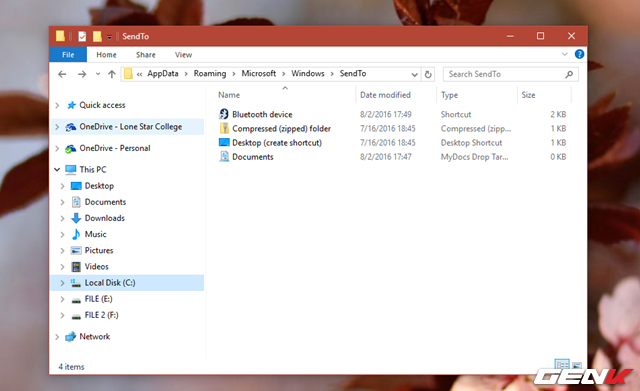 SendTo
File Home Share View
« AppData > Roaming > Microsoft > Windows > SendTo
Search SendTo
Name Date modified Type Size
Quick access
OneDrive - Lone Star College
OneDrive - Personal
This PC
Desktop
Documents
Downloads
Music
Pictures
Videos
Local Disk (C:)
FILE (E:)
FILE 2 (F:)
Network
Bluetooth device 8/2/2016 17:49 Shortcut 2 KB
Compressed (zipped) folder 7/16/2016 18:45 Compressed (zipp... 1 KB
Desktop (create shortcut) 7/16/2016 18:45 Desktop Shortcut 1 KB
Documents 8/2/2016 17:47 MyDocs Drop Tar... 0 KB
4 items
GENK